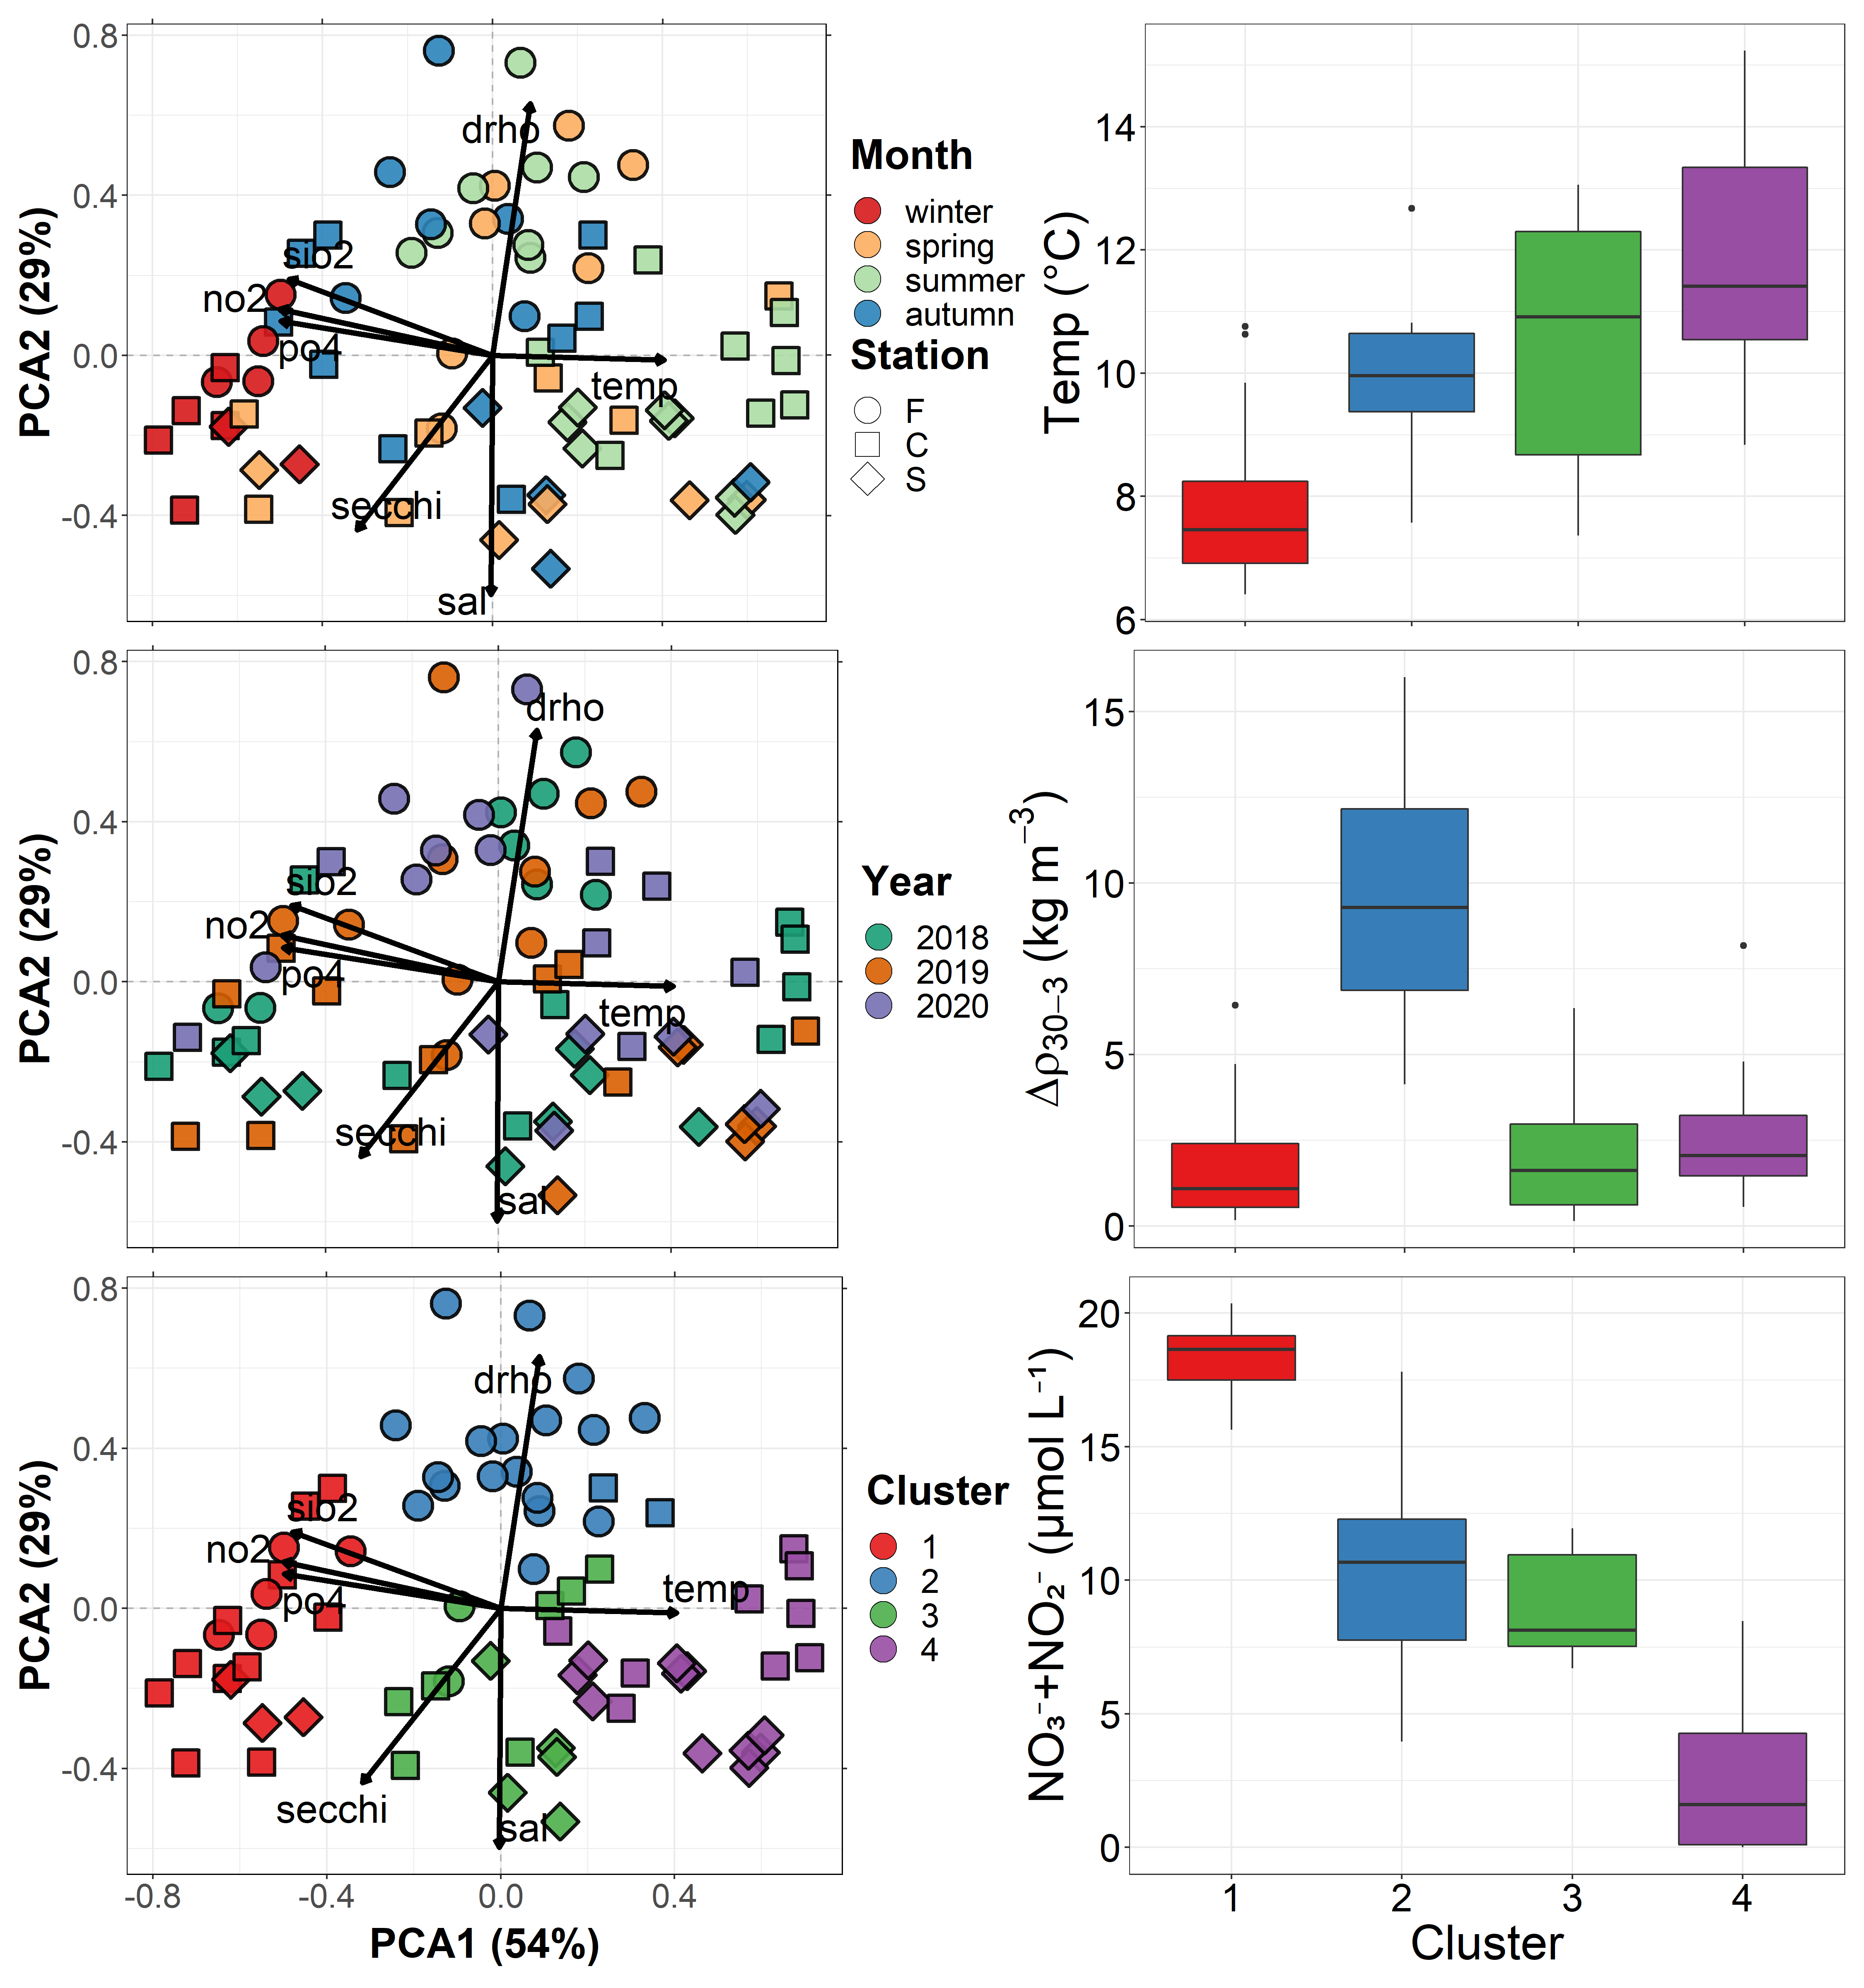 0.8
0.4
0.0
-0.4
PCA2 (29%)
drho
sio2
no2
po4
temp
secchi
sal
Month
winter
spring
summer
autumn
Station
F
C
S
Temp (°C)
14
12
10
8
6
0.8
0.4
0.0
-0.4
PCA2 (29%)
drho
sio2
no2
po4
temp
secchi
sal
Year
2018
2019
2020
Δρ30−3 (kg m−3)
15
10
5
0
0.8
0.4
0.0
-0.4
PCA2 (29%)
drho
sio2
no2
po4
temp
secchi
sal
-0.8 -0.4 0.0 0.4
PCA1 (54%)
Cluster
1
2
3
4
NO₃⁻+NO₂⁻ (µmol L⁻¹)
20
15
10
5
0
1 2 3 4
Cluster